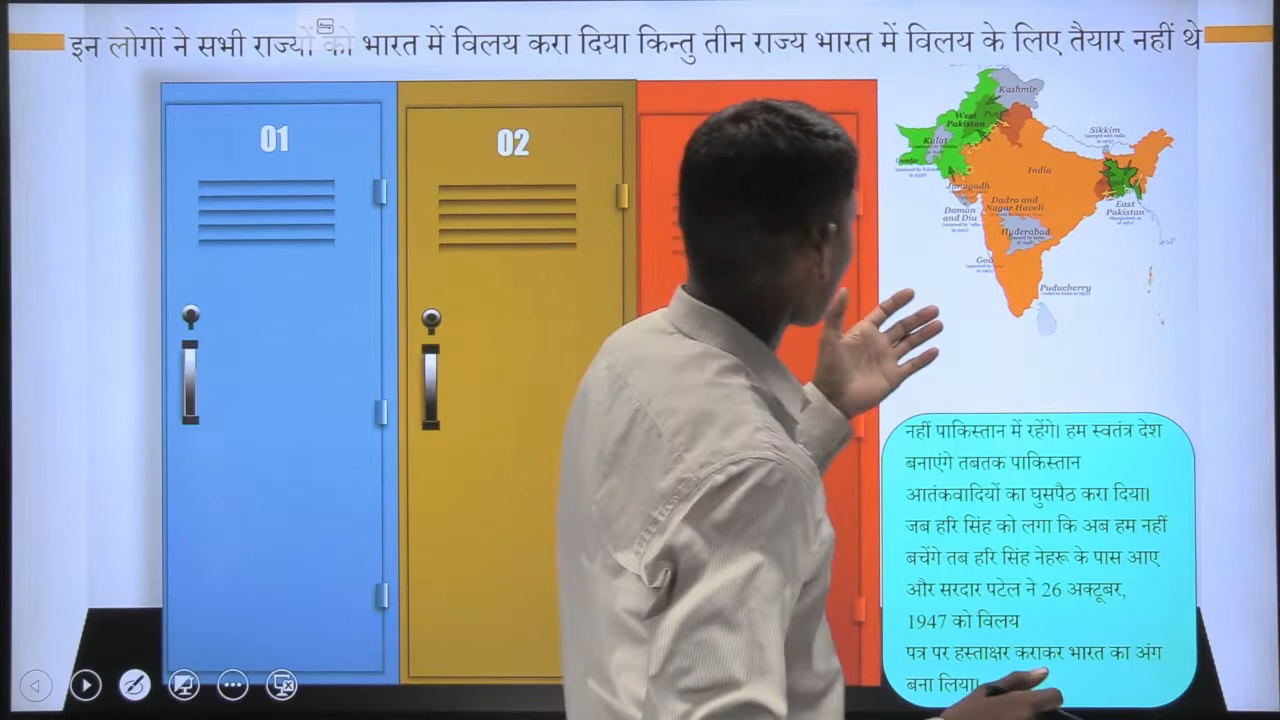 इन लोगों ने सभी राज्यों को भारत में विलय करा दिया किन्तु तीन राज्य भारत में विलय के लिए तैयार नहीं थे
01
02
Kashmir
West
Pakistan
Kalat
Sikkim
India
Junagadh
Daman
and Diu
Dadra and
Nagar Haveli
Hyderabad
East
Pakistan
Puducherry
नहीं पाकिस्तान में रहेंगे। हम स्वतंत्र देश
बनाएंगे तबतक पाकिस्तान
आतंकवादियों का घुसपैठ करा दिया।
जब हरि सिंह को लगा कि अब हम नहीं
बचेंगे तब हरि सिंह नेहरू के पास आए
और सरदार पटेल ने 26 अक्टूबर,
1947 को विलय
पत्र पर हस्ताक्षर कराकर भारत का अंग
बना लिया।